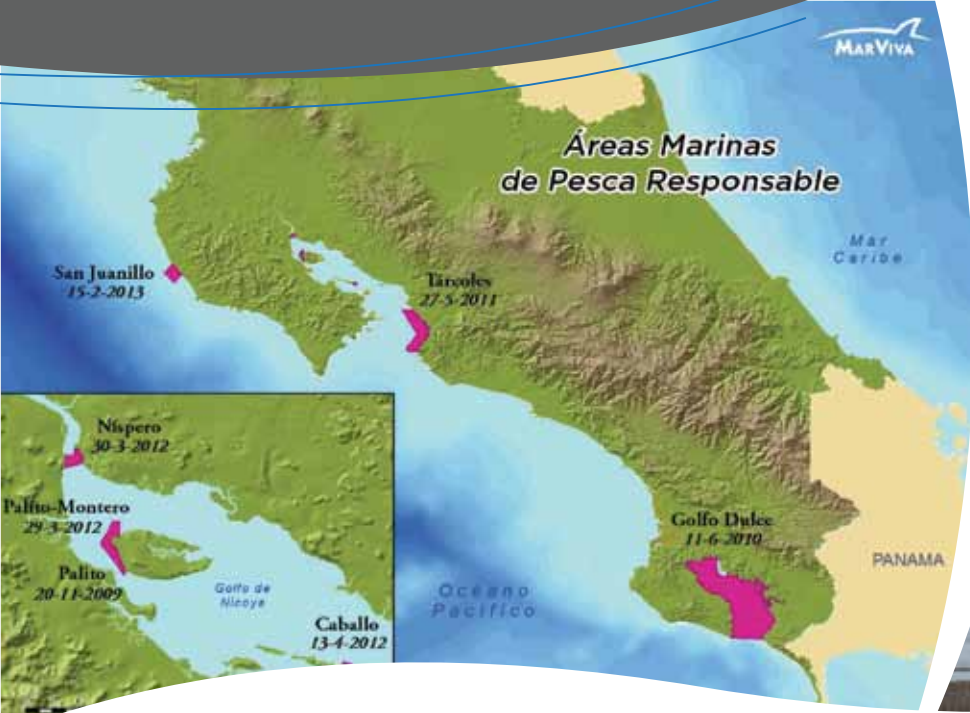 MARVIVA
Áreas Marinas
de Pesca Responsable
Mar
Caribe
San Juanillo
15-2-2013
Tárcoles
27-5-2011
Níspero
30-3-2012
Palito-Montero
29-3-2012
Palito
20-11-2009
Golfo de
Nicoya
Caballo
13-4-2012
Golfo Dulce
11-6-2010
PANAMA
Océano
Pacífico